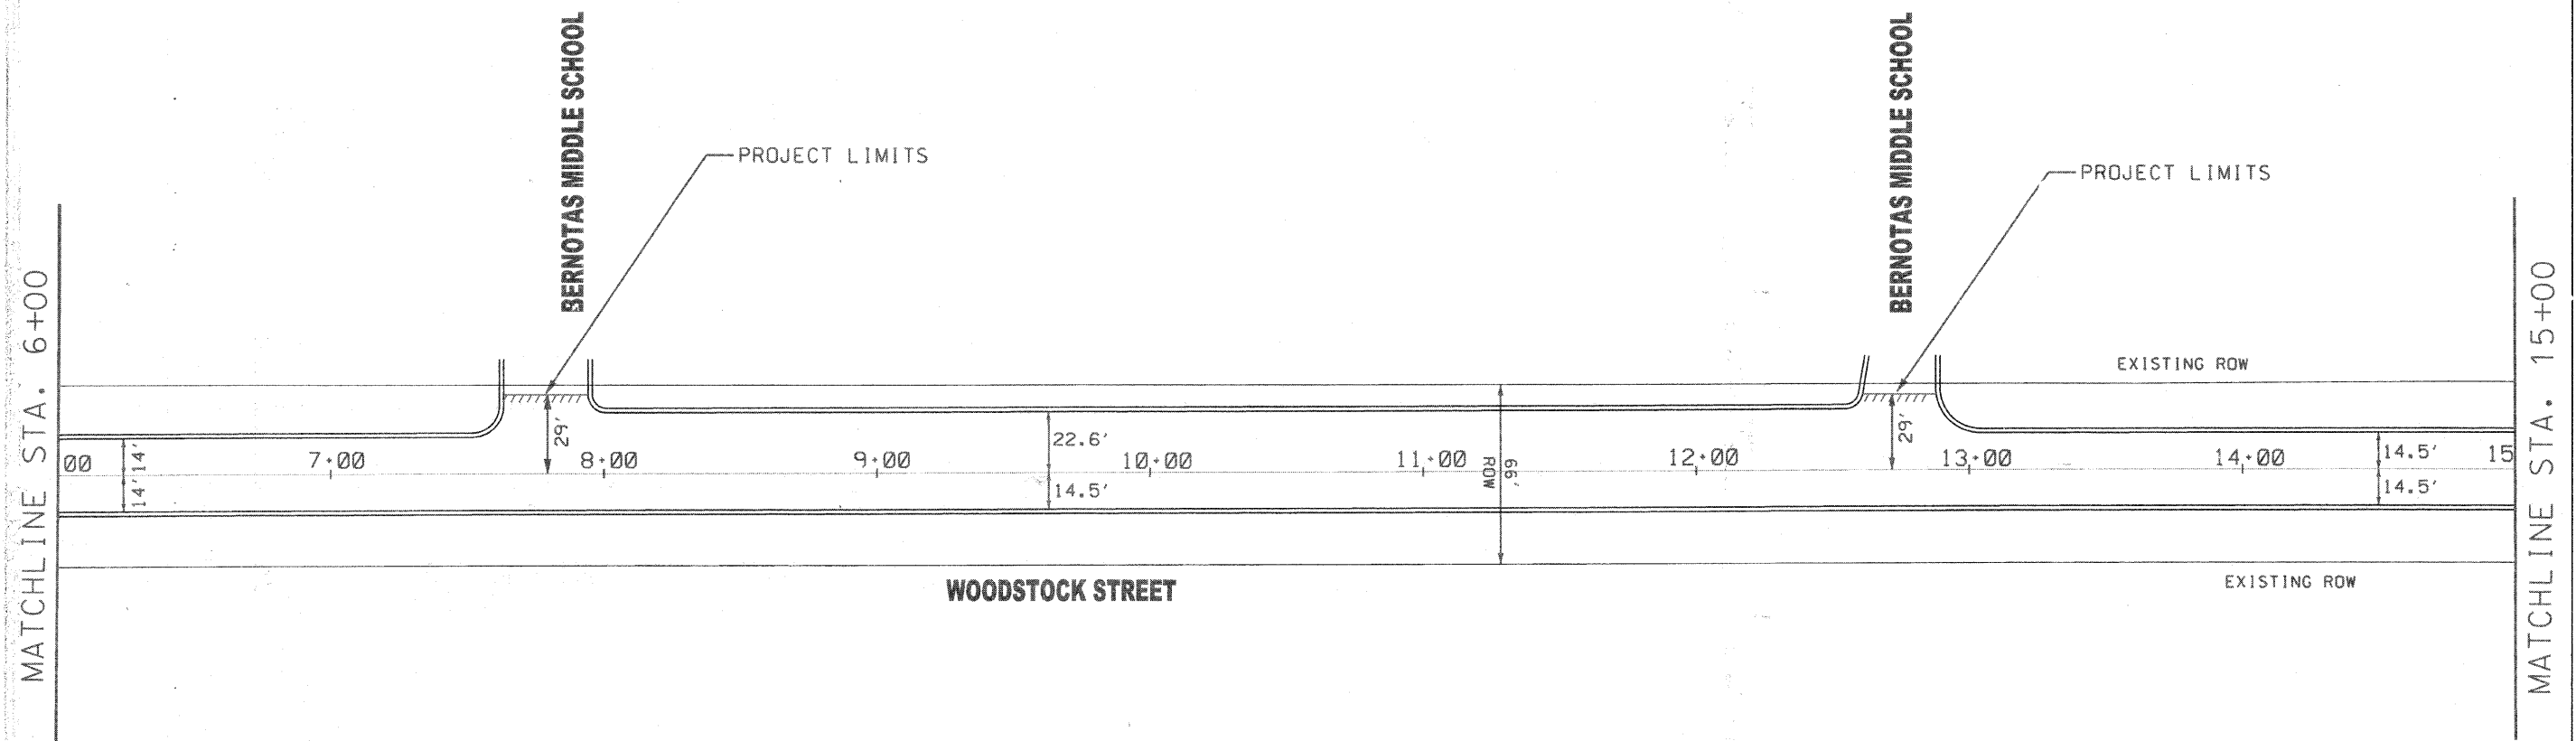 BERNOTAS MIDDLE SCHOOL
BERNOTAS MIDDLE SCHOOL
PROJECT LIMITS
PROJECT LIMITS
MATCHLINE STA. 6+00
MATCHLINE STA. 15+00
EXISTING ROW
29'
29'
14'
14'
22.6'
14.5'
14.5'
14.5'
00 7+00 8+00 9+00 10+00 11+00 12+00 13+00 14+00 15
66'
ROW
WOODSTOCK STREET
EXISTING ROW